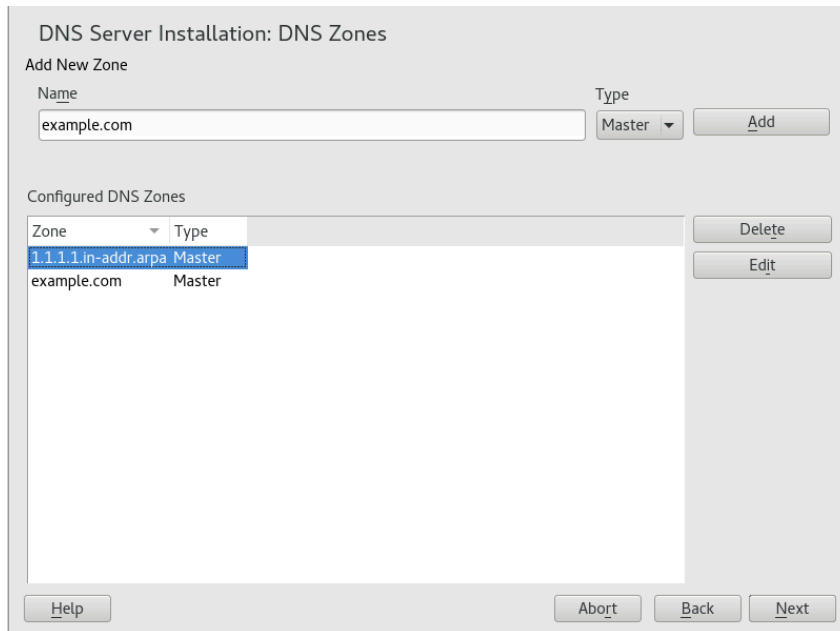 DNS Server Installation: DNS Zones
Add New Zone
Name
Type
example.com
Master
Add
Configured DNS Zones
Zone Type
Delete
1.1.1.1.in-addr.arpa Master
Edit
example.com Master
Help
Abort
Back
Next